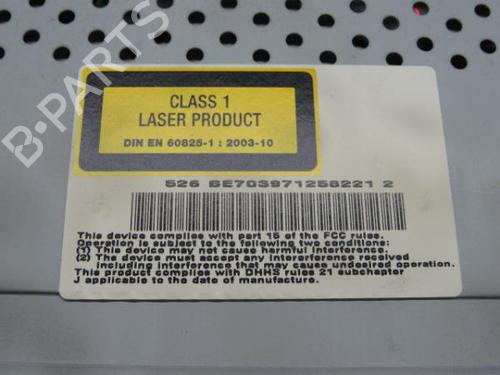 B-PARTS
CLASS 1
LASER PRODUCT
DIN EN 60825-1 : 2003-10
526 BE703971258221 2
This device complies with part 15 of the FCC rules.
Operation is subject to the following two conditions:
(1) This device may not cause harmful interference.
(2) The device must accept any intererference received
including interference that may cause undesired operation.
This product complies with DHHS rules 21 subchapter
J applicable to the date of manufacture.